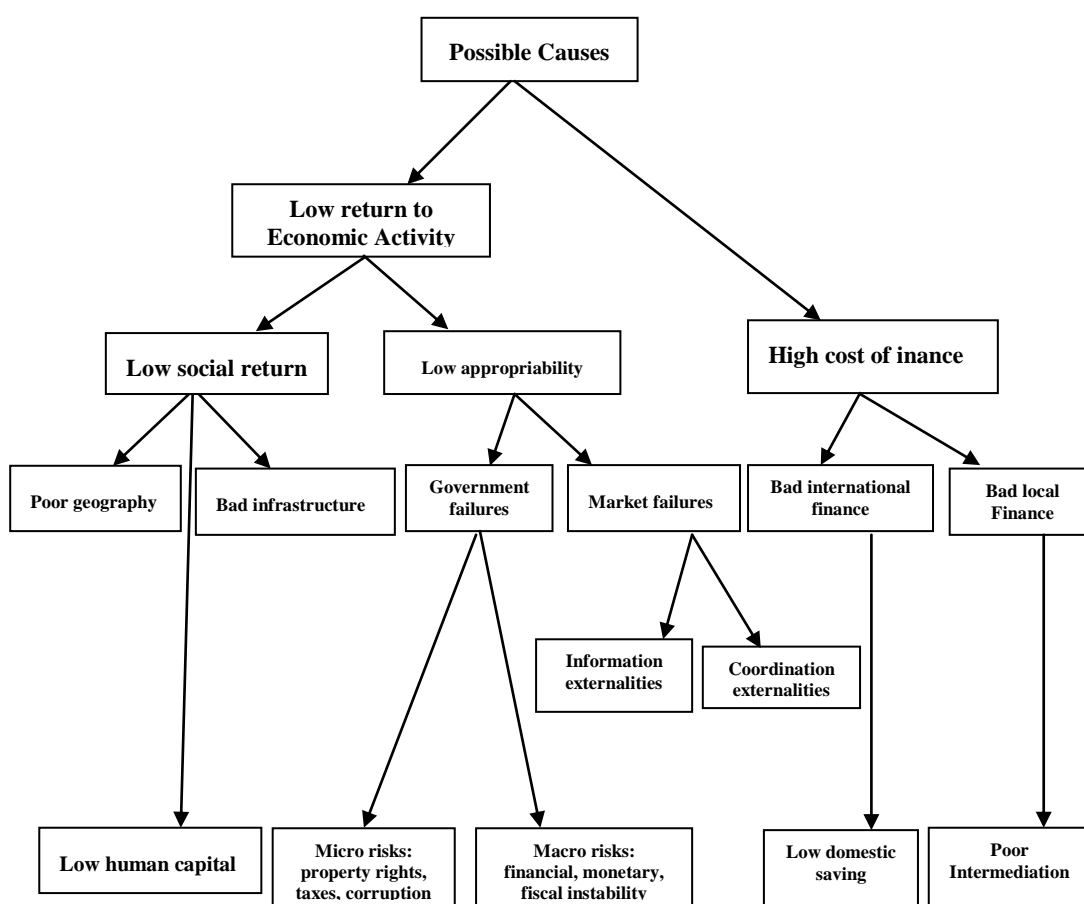 Possible Causes
Low return to
Economic Activity
Low social return
Low appropriability
High cost of inance
Poor geography
Bad infrastructure
Government
failures
Market failures
Bad international
finance
Bad local
Finance
Information
externalities
Coordination
externalities
Low human capital
Micro risks:
property rights,
taxes, corruption
Macro risks:
financial, monetary,
fiscal instability
Low domestic
saving
Poor
Intermediation